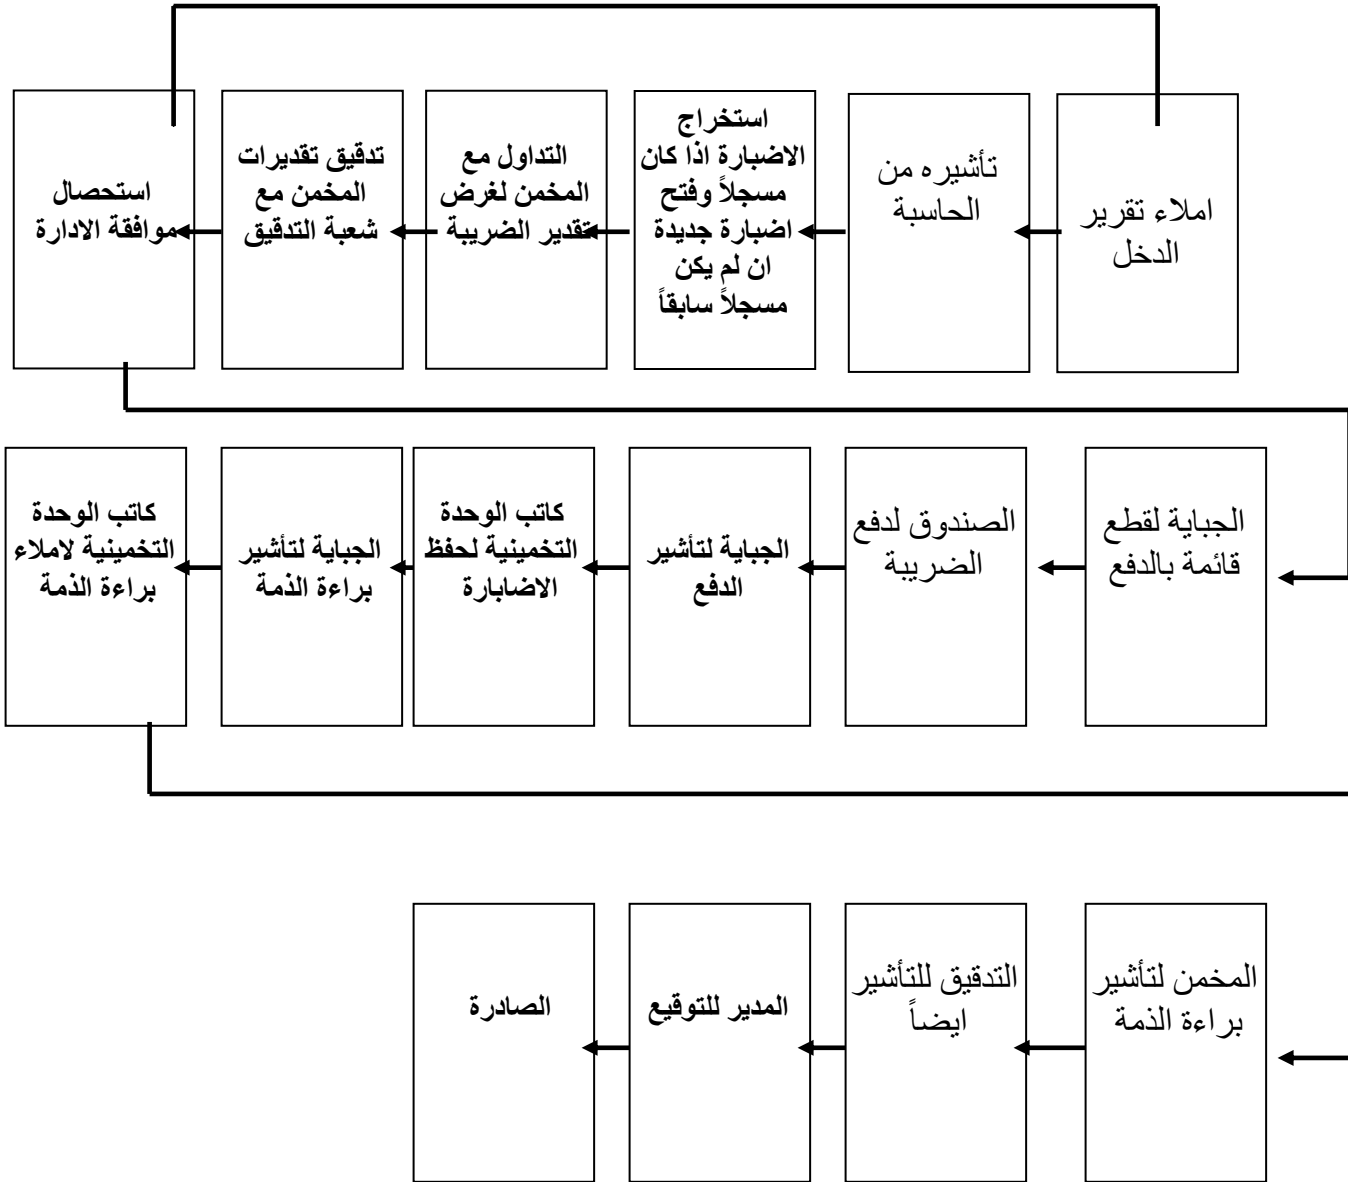 املاء تقرير
الدخل
تأشيره من
الحاسبة
استخراج
الاضبارة اذا كان
مسجلاً وفتح
اضبارة جديدة
ان لم يكن
مسجلاً سابقاً
التداول مع
المخمن لغرض
تقدير الضريبة
تدقيق تقديرات
المخمن مع
شعبة التدقيق
استحصال
موافقة الادارة
الجباية لقطع
قائمة بالدفع
الصندوق لدفع
الضريبة
الجباية لتأشير
الدفع
كاتب الوحدة
التخمينية لحفظ
الاضابارة
الجباية لتأشير
براءة الذمة
كاتب الوحدة
التخمينية لاملاء
براءة الذمة
المخمن لتأشير
براءة الذمة
التدقيق للتأشير
ايضاً
المدير للتوقيع
الصادرة